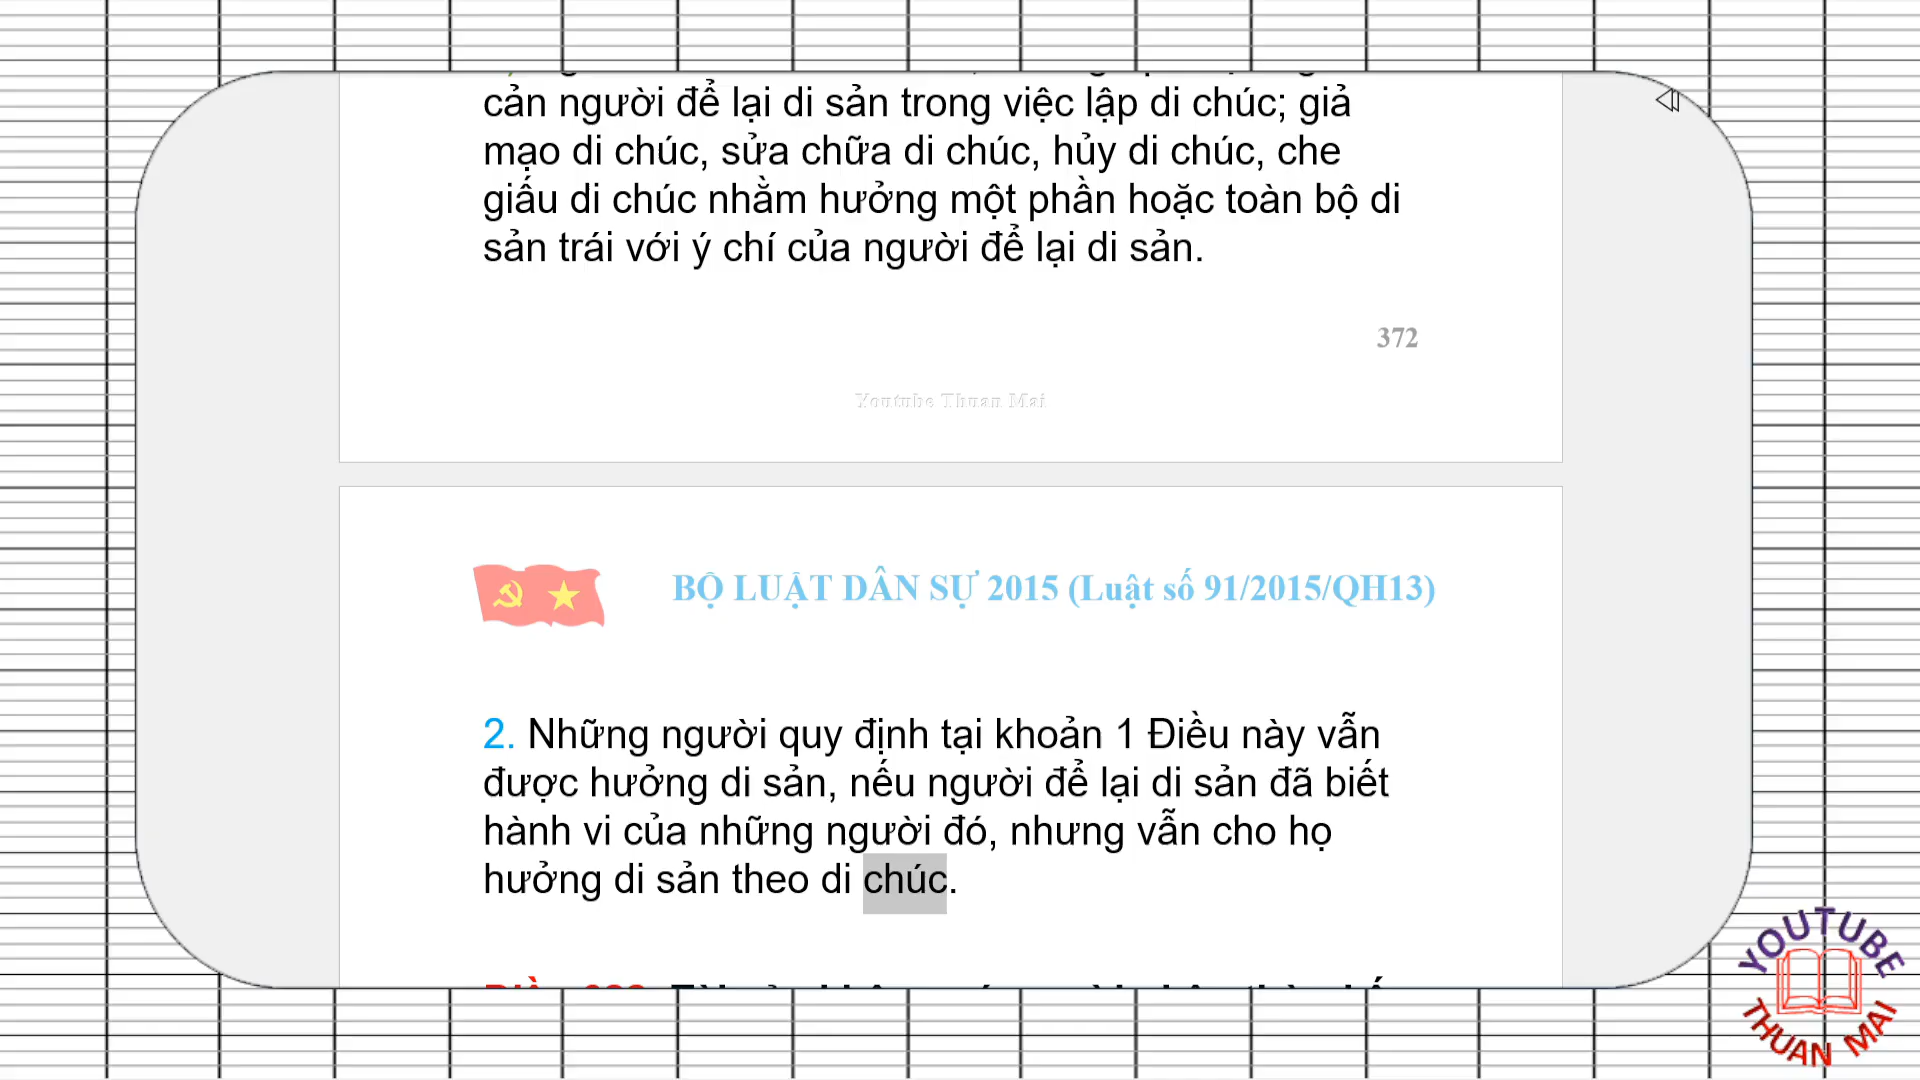 cản người để lại di sản trong việc lập di chúc; giả
mạo di chúc, sửa chữa di chúc, hủy di chúc, che
giấu di chúc nhằm hưởng một phần hoặc toàn bộ di
sản trái với ý chí của người để lại di sản.
372
Youtube Thuan Mai
BỘ LUẬT DÂN SỰ 2015 (Luật số 91/2015/QH13)
2. Những người quy định tại khoản 1 Điều này vẫn
được hưởng di sản, nếu người để lại di sản đã biết
hành vi của những người đó, nhưng vẫn cho họ
hưởng di sản theo di chúc.
YOUTUBE
THUAN MAI